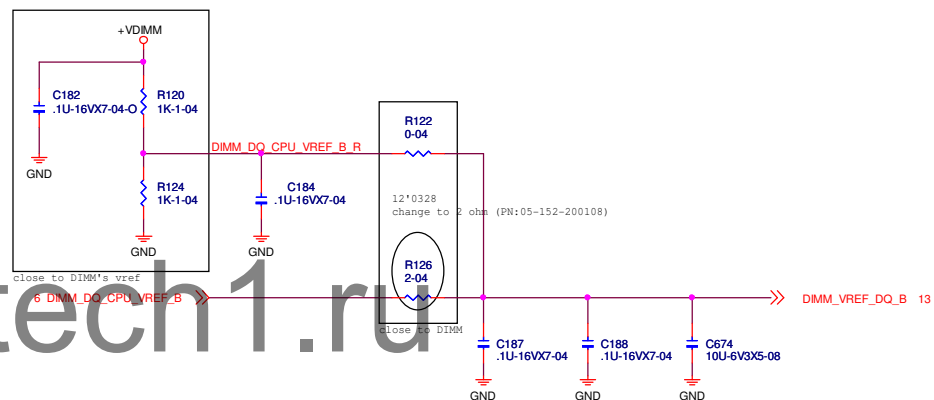 +VDIMM
C182
.1U-16VX7-04-O
R120
1K-1-04
GND
DIMM_DQ_CPU_VREF_B_R
R122
0-04
R124
1K-1-04
C184
.1U-16VX7-04
12'0328
change to 2 ohm (PN:05-152-200108)
GND
GND
close to DIMM's vref
R126
2-04
6 DIMM_DQ_CPU_VREF_B
DIMM_VREF_DQ_B 13
tech1.ru
close to DIMM
C187
.1U-16VX7-04
C188
.1U-16VX7-04
C674
10U-6V3X5-08
GND
GND
GND